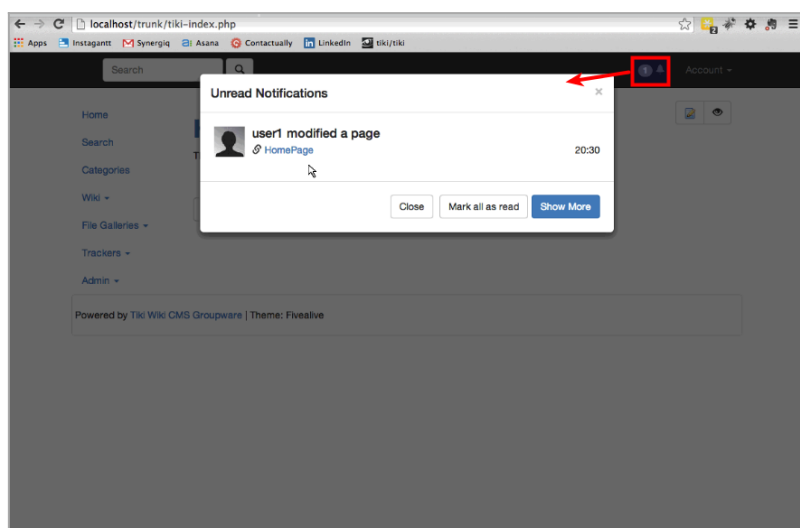 localhost/trunk/tiki-index.php
2
Apps Instagantt Synergiq Asana Contactually LinkedIn tiki/tiki
Search
1 Account
Unread Notifications ×
user1 modified a page
HomePage 20:30
Close Mark all as read Show More
Home
Search
Categories
Wiki
File Galleries
Trackers
Admin
Powered by Tiki Wiki CMS Groupware | Theme: Fivealive